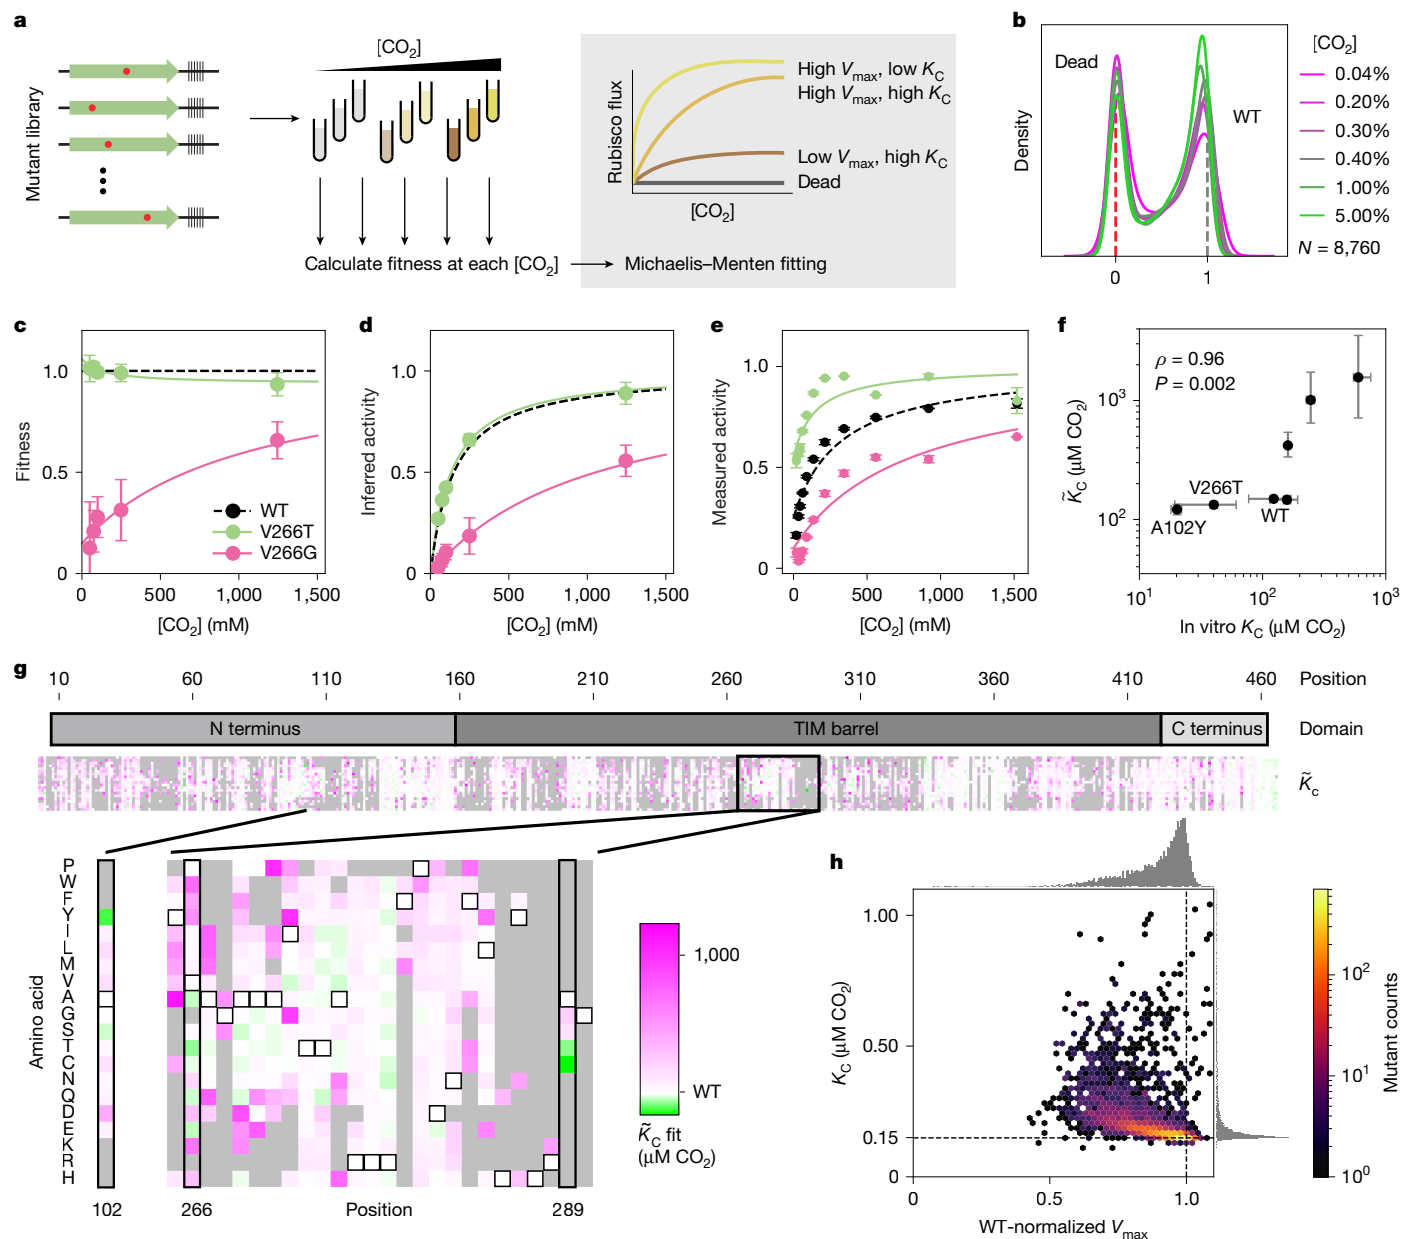 a
Mutant library
[CO2]
Calculate fitness at each [CO2]
Rubisco flux
High Vmax, low KC
High Vmax, high KC
Low Vmax, high KC
Dead
[CO2]
Michaelis–Menten fitting
b
Density
Dead
WT
0
1
[CO2]
0.04%
0.20%
0.30%
0.40%
1.00%
5.00%
N = 8,760
c
Fitness
1.0
0.5
0
WT
V266T
V266G
0
500
1,000
1,500
[CO2] (mM)
d
Inferred activity
1.0
0.5
0
0
500
1,000
1,500
[CO2] (mM)
e
Measured activity
1.0
0.5
0
0
500
1,000
1,500
[CO2] (mM)
f
K̃C (μM CO2)
ρ = 0.96
P = 0.002
10³
10²
V266T
A102Y
WT
10¹
10²
10³
In vitro KC (μM CO2)
g
10 60 110 160 210 260 310 360 410 460 Position
N terminus TIM barrel C terminus Domain
K̃c
Amino acid
P
W
F
Y
I
L
M
V
A
G
S
T
C
N
Q
D
E
K
R
H
102 266 Position 289
1,000
WT
K̃C fit
(μM CO2)
h
KC (μM CO2)
1.00
0.50
0.15
0
0 0.5 1.0
WT-normalized Vmax
10²
10¹
10⁰
Mutant counts